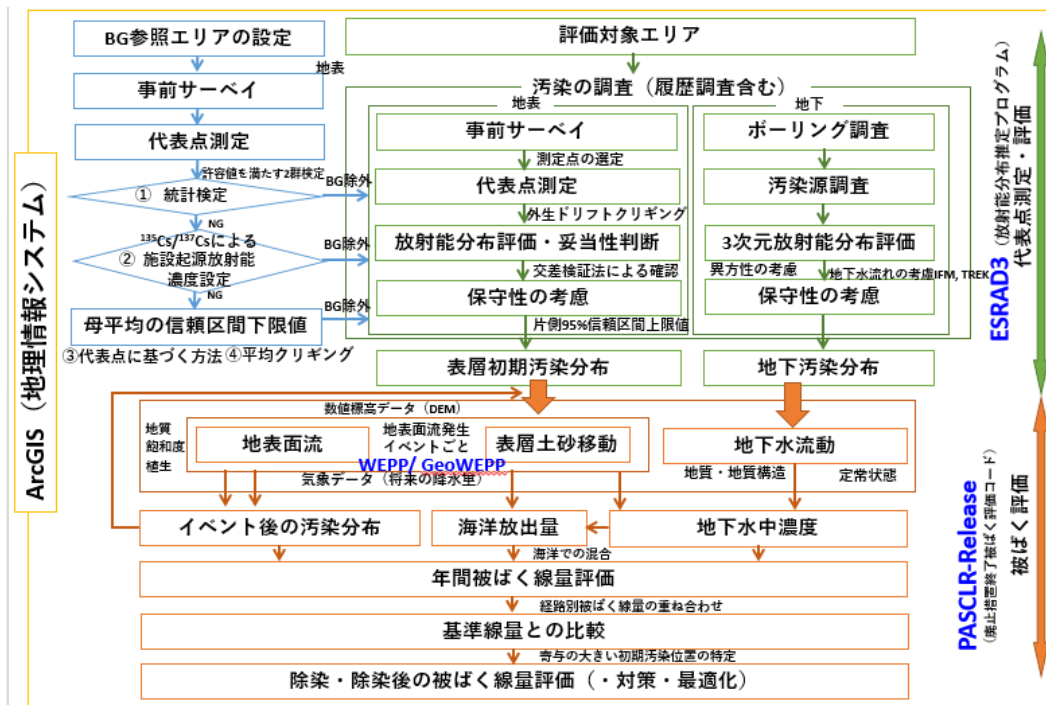 ArcGIS(地理情報システム)
BG参照エリアの設定
地表
事前サーベイ
代表点測定
許容値を満たす2群検定
① 統計検定
BG除外
NG
¹³⁵Cs/¹³⁷Csによる
② 施設起源放射能
濃度設定
BG除外
NG
BG除外
母平均の信頼区間下限値
③代表点に基づく方法 ④平均クリギング
評価対象エリア
汚染の調査(履歴調査含む)
地表
事前サーベイ
測定点の選定
代表点測定
外生ドリフトクリギング
放射能分布評価・妥当性判断
交差検証法による確認
保守性の考慮
片側95%信頼区間上限値
表層初期汚染分布
地下
ボーリング調査
汚染源調査
3次元放射能分布評価
異方性の考慮
地下水流れの考慮IFM, TREK
保守性の考慮
地下汚染分布
数値標高データ(DEM)
地質
飽和度
植生
地表面流
地表面流発生
イベントごと
表層土砂移動
WEPP/ GeoWEPP
気象データ(将来の降水量)
地下水流動
地質・地質構造
定常状態
イベント後の汚染分布
海洋放出量
地下水中濃度
海洋での混合
年間被ばく線量評価
経路別被ばく線量の重ね合わせ
基準線量との比較
寄与の大きい初期汚染位置の特定
除染・除染後の被ばく線量評価(・対策・最適化)
ESRAD3(放射能分布推定プログラム)
代表点測定・評価
PASCLR-Release
(廃止措置終了被ばく評価コード)
被ばく評価